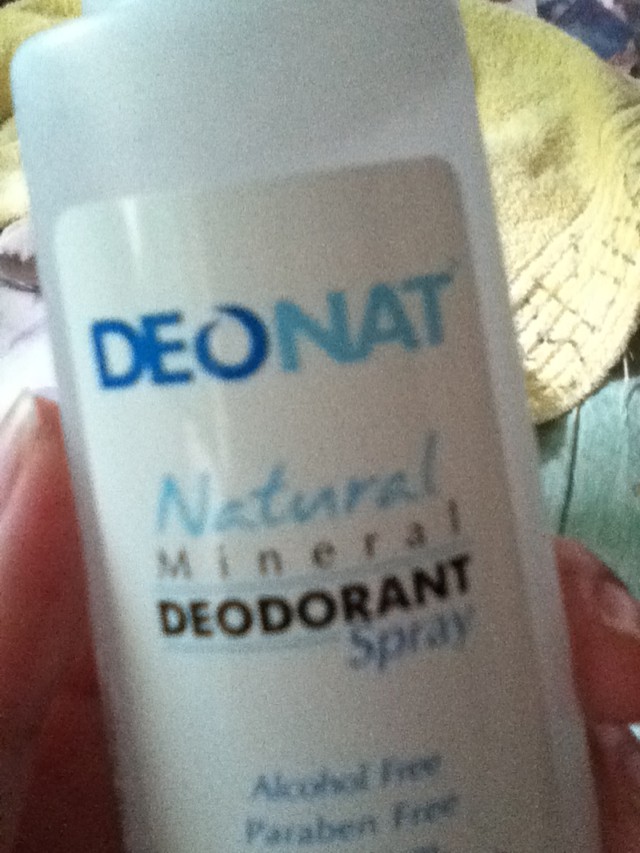 DEONAT
Natural
Mineral
DEODORANT
Spray
Alcohol Free
Paraben Free